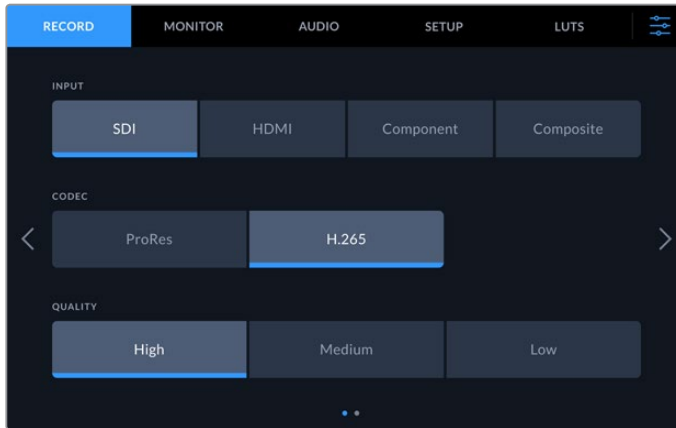 RECORD MONITOR AUDIO SETUP LUTS
INPUT
SDI HDMI Component Composite
CODEC
ProRes H.265
QUALITY
High Medium Low